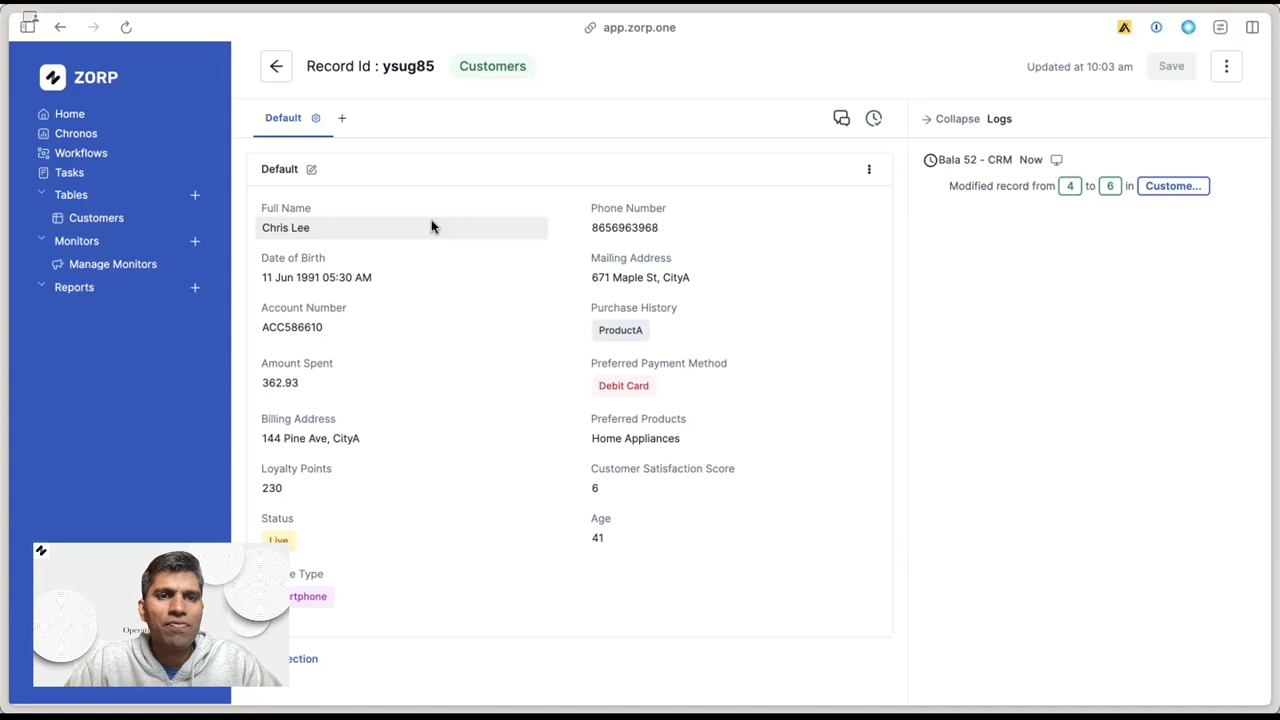 app.zorp.one
ZORP
Home
Chronos
Workflows
Tasks
Tables
Customers
Monitors
Manage Monitors
Reports
Record Id : ysug85
Customers
Updated at 10:03 am
Save
Default
Collapse Logs
Default
Full Name
Chris Lee
Phone Number
8656963968
Date of Birth
11 Jun 1991 05:30 AM
Mailing Address
671 Maple St, CityA
Account Number
ACC586610
Purchase History
ProductA
Amount Spent
362.93
Preferred Payment Method
Debit Card
Billing Address
144 Pine Ave, CityA
Preferred Products
Home Appliances
Loyalty Points
230
Customer Satisfaction Score
6
Status
Live
Age
41
e Type
rtphone
ection
Bala 52 - CRM Now
Modified record from 4 to 6 in Custome...